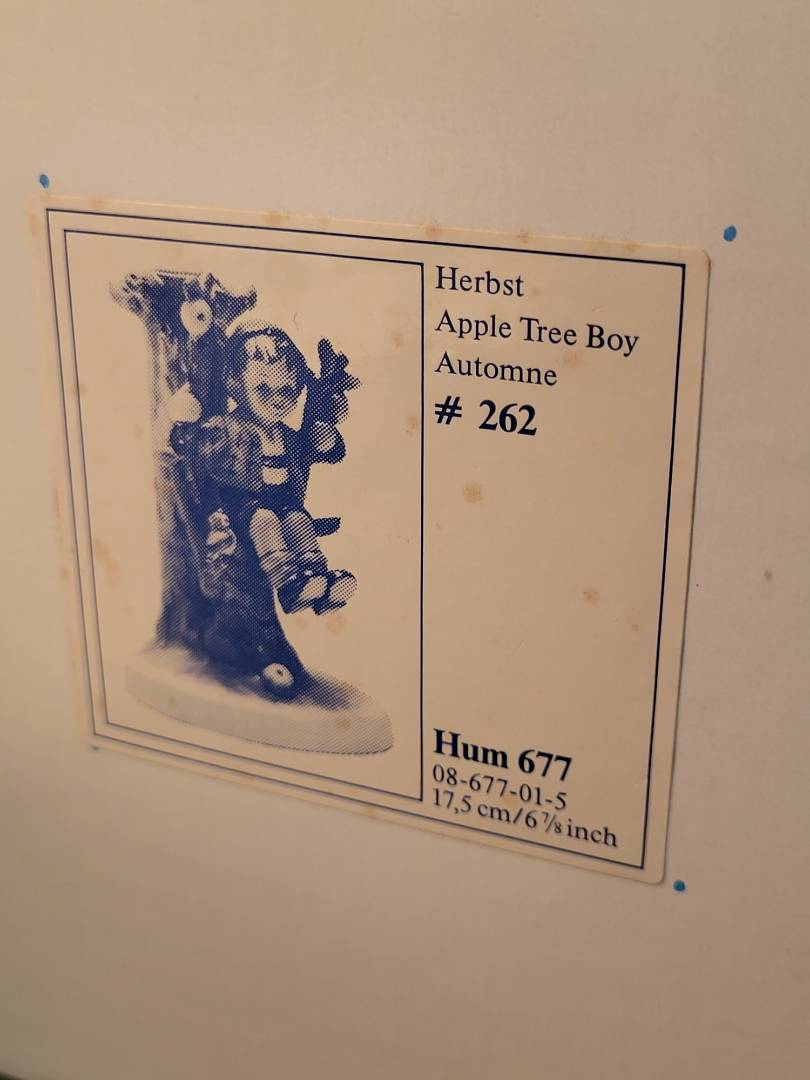 Herbst
Apple Tree Boy
Automne
# 262
Hum 677
08-677-01-5
17,5 cm/6 ⅞ inch